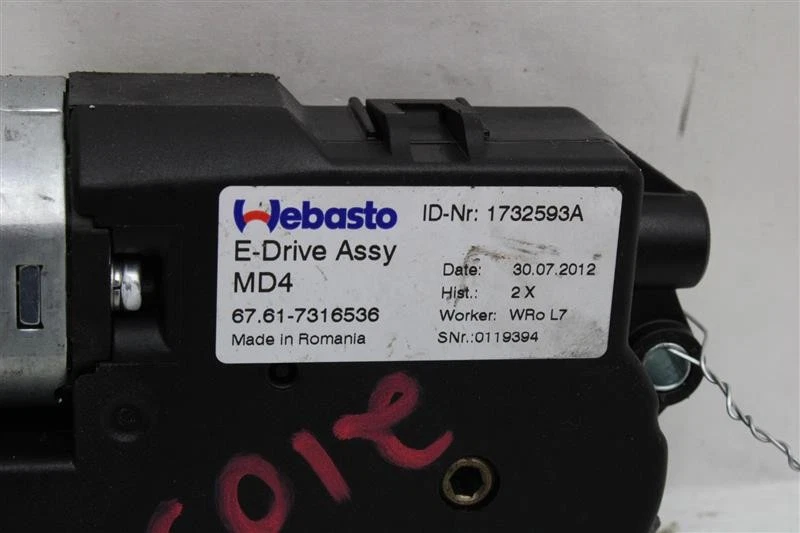 Webasto ID-Nr: 1732593A
E-Drive Assy
MD4
Date: 30.07.2012
Hist.: 2 X
67.61-7316536
Worker: WRo L7
Made in Romania
SNr.:0119394